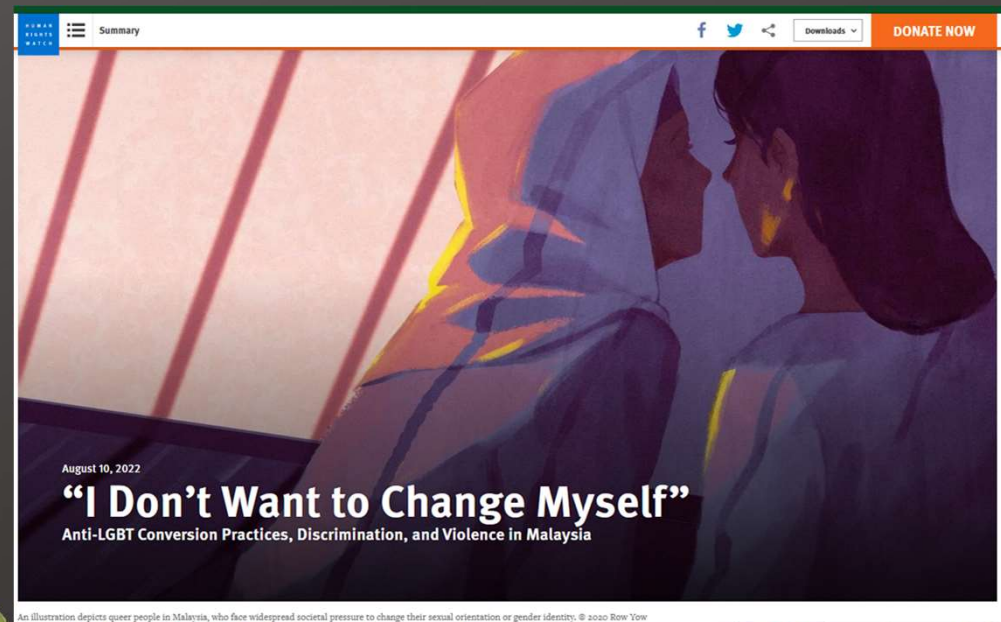 HUMAN
RIGHTS
WATCH
Summary
Downloads
DONATE NOW
August 10, 2022
“I Don’t Want to Change Myself”
Anti-LGBT Conversion Practices, Discrimination, and Violence in Malaysia
An illustration depicts queer people in Malaysia, who face widespread societal pressure to change their sexual orientation or gender identity. © 2020 Row Yow